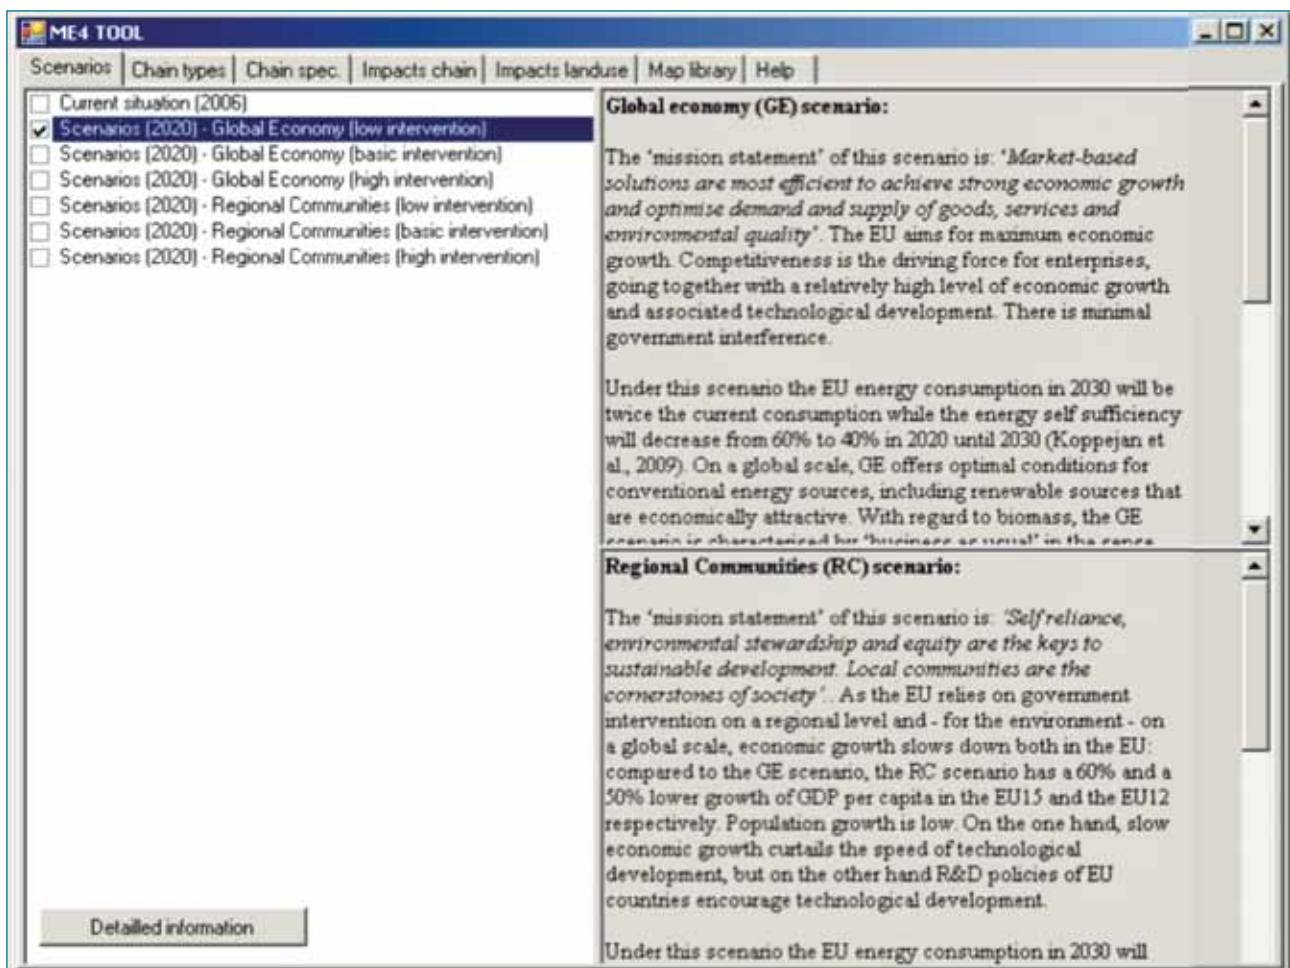 ME4 TOOL
Scenarios Chain types Chain spec. Impacts chain Impacts landuse Map library Help
Current situation (2006)
Scenarios (2020) - Global Economy (low intervention)
Scenarios (2020) - Global Economy (basic intervention)
Scenarios (2020) - Global Economy (high intervention)
Scenarios (2020) - Regional Communities (low intervention)
Scenarios (2020) - Regional Communities (basic intervention)
Scenarios (2020) - Regional Communities (high intervention)
Detailled information
Global economy (GE) scenario:
The 'mission statement' of this scenario is: 'Market-based
solutions are most efficient to achieve strong economic growth
and optimise demand and supply of goods, services and
environmental quality'. The EU aims for maximum economic
growth. Competitiveness is the driving force for enterprises,
going together with a relatively high level of economic growth
and associated technological development. There is minimal
government interference.
Under this scenario the EU energy consumption in 2030 will be
twice the current consumption while the energy self sufficiency
will decrease from 60% to 40% in 2020 until 2030 (Koppejan et
al., 2009). On a global scale, GE offers optimal conditions for
conventional energy sources, including renewable sources that
are economically attractive. With regard to biomass, the GE
scenario is characterised by 'business as usual' in the sense
Regional Communities (RC) scenario:
The 'mission statement' of this scenario is: 'Self reliance,
environmental stewardship and equity are the keys to
sustainable development. Local communities are the
cornerstones of society'.. As the EU relies on government
intervention on a regional level and - for the environment - on
a global scale, economic growth slows down both in the EU:
compared to the GE scenario, the RC scenario has a 60% and a
50% lower growth of GDP per capita in the EU15 and the EU12
respectively. Population growth is low. On the one hand, slow
economic growth curtails the speed of technological
development, but on the other hand R&D policies of EU
countries encourage technological development.
Under this scenario the EU energy consumption in 2030 will